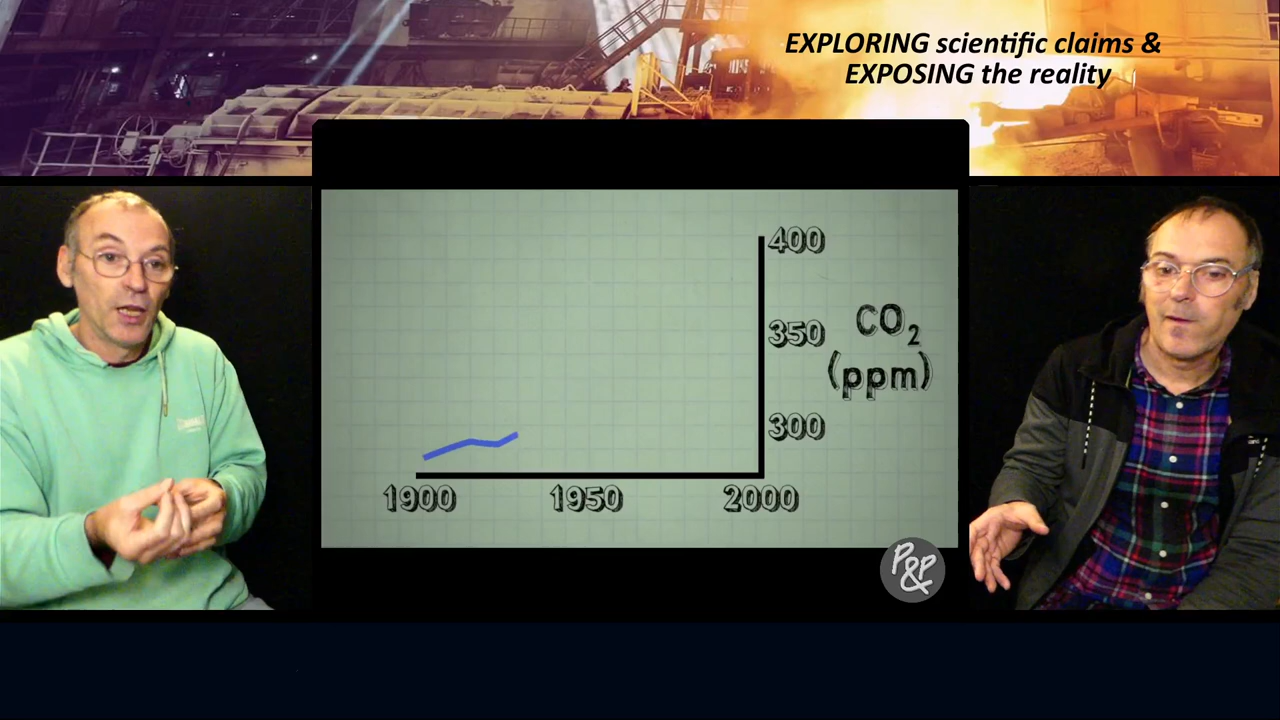 EXPLORING scientific claims &
EXPOSING the reality
400
350
300
CO₂
(ppm)
1900
1950
2000
P&P